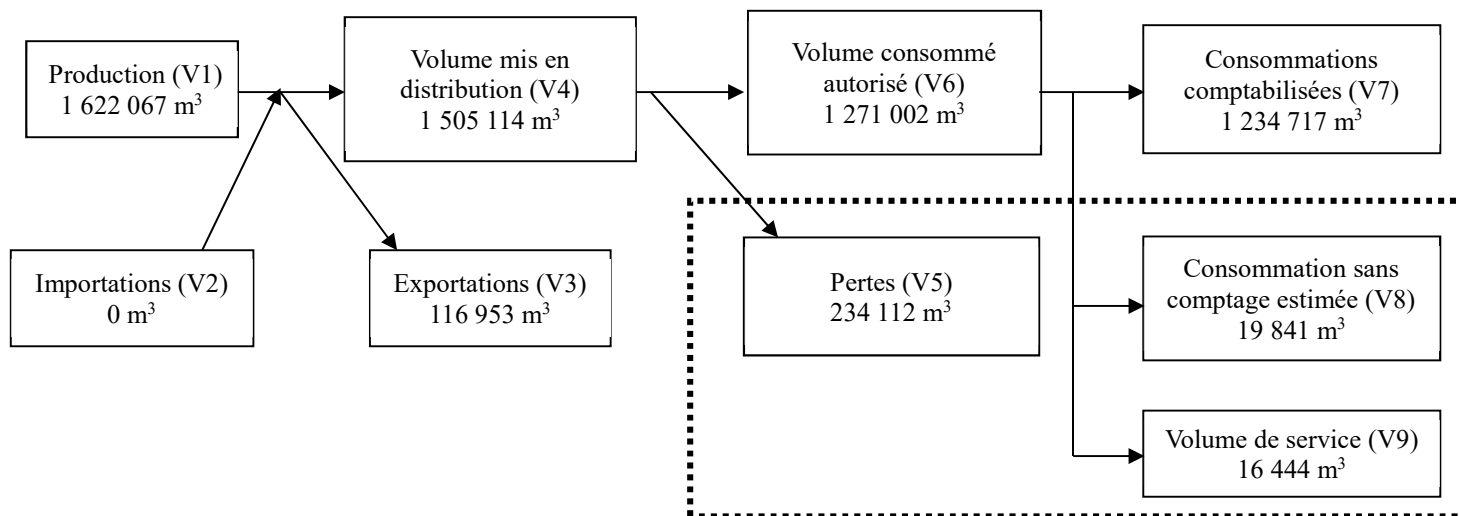 Production (V1)
1 622 067 m³
Volume mis en
distribution (V4)
1 505 114 m³
Volume consommé
autorisé (V6)
1 271 002 m³
Consommations
comptabilisées (V7)
1 234 717 m³
Importations (V2)
0 m³
Exportations (V3)
116 953 m³
Pertes (V5)
234 112 m³
Consommation sans
comptage estimée (V8)
19 841 m³
Volume de service (V9)
16 444 m³